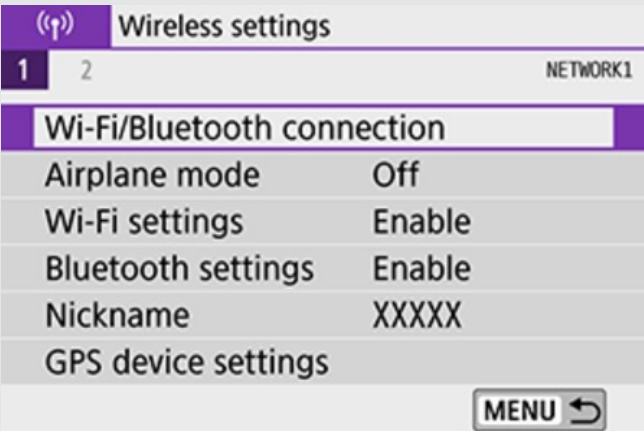 Wireless settings
1 2 NETWORK1
Wi-Fi/Bluetooth connection
Airplane mode Off
Wi-Fi settings Enable
Bluetooth settings Enable
Nickname XXXXX
GPS device settings
MENU